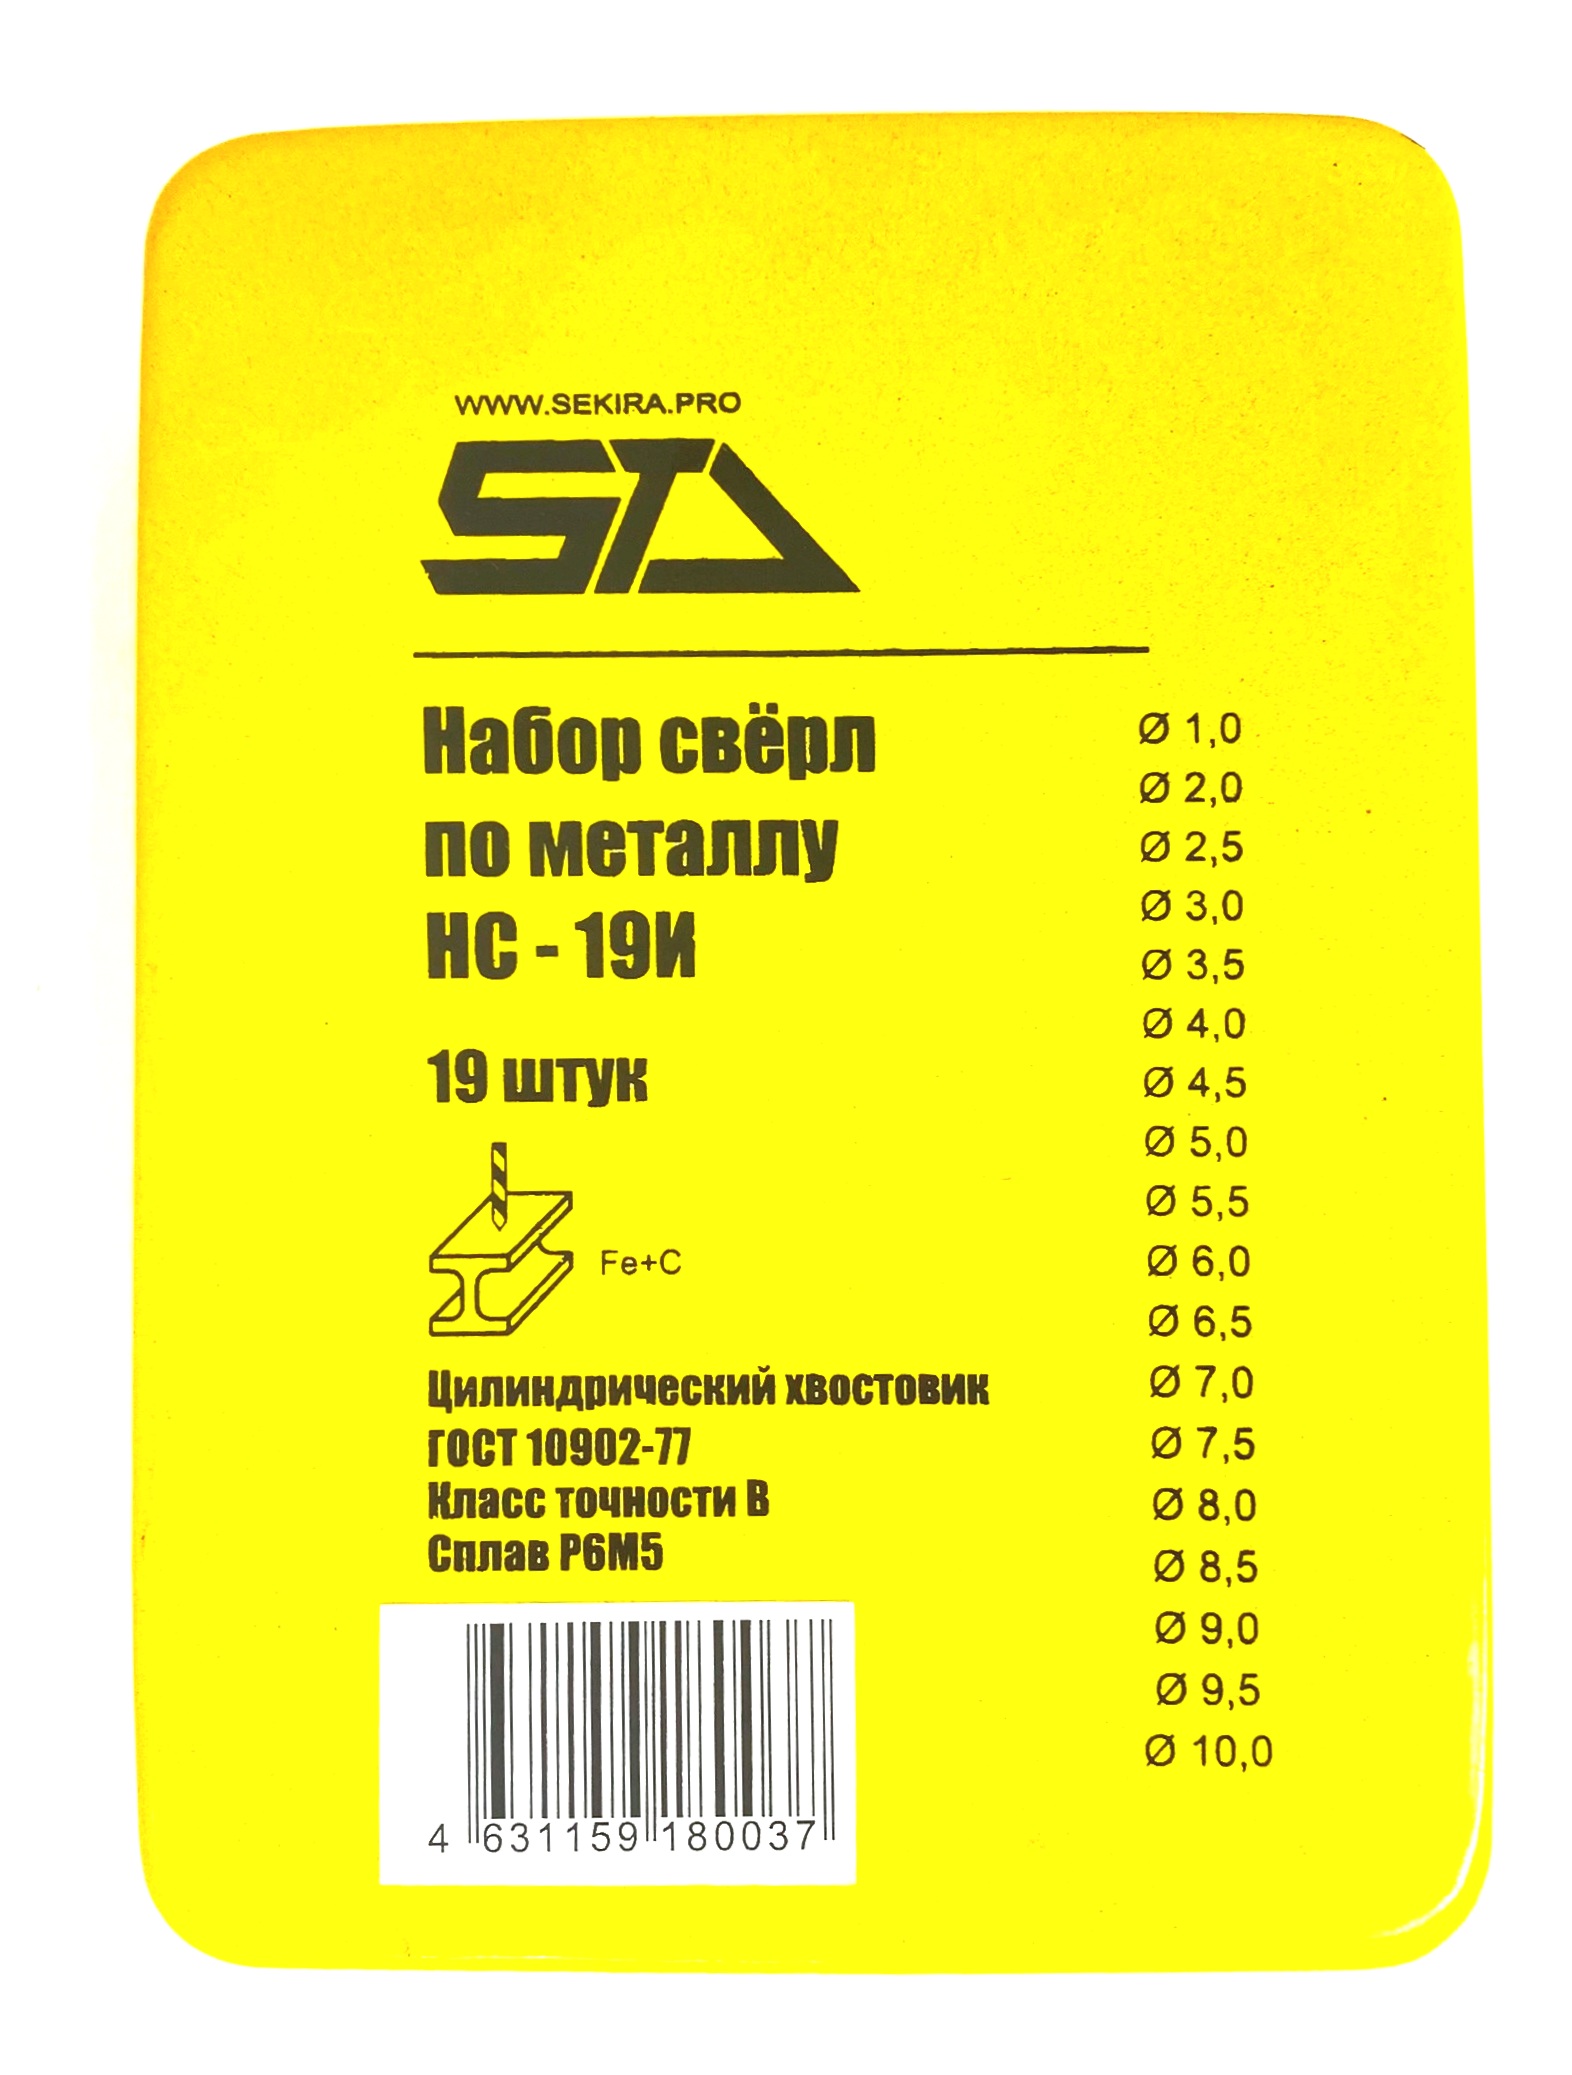 WWW.SEKIRA.PRO
STA
Набор свёрл
по металлу
НС - 19И
19 штук
Fe+C
Цилиндрический хвостовик
ГОСТ 10902-77
Класс точности В
Сплав Р6М5
4 631159 180037
Ø 1,0
Ø 2,0
Ø 2,5
Ø 3,0
Ø 3,5
Ø 4,0
Ø 4,5
Ø 5,0
Ø 5,5
Ø 6,0
Ø 6,5
Ø 7,0
Ø 7,5
Ø 8,0
Ø 8,5
Ø 9,0
Ø 9,5
Ø 10,0